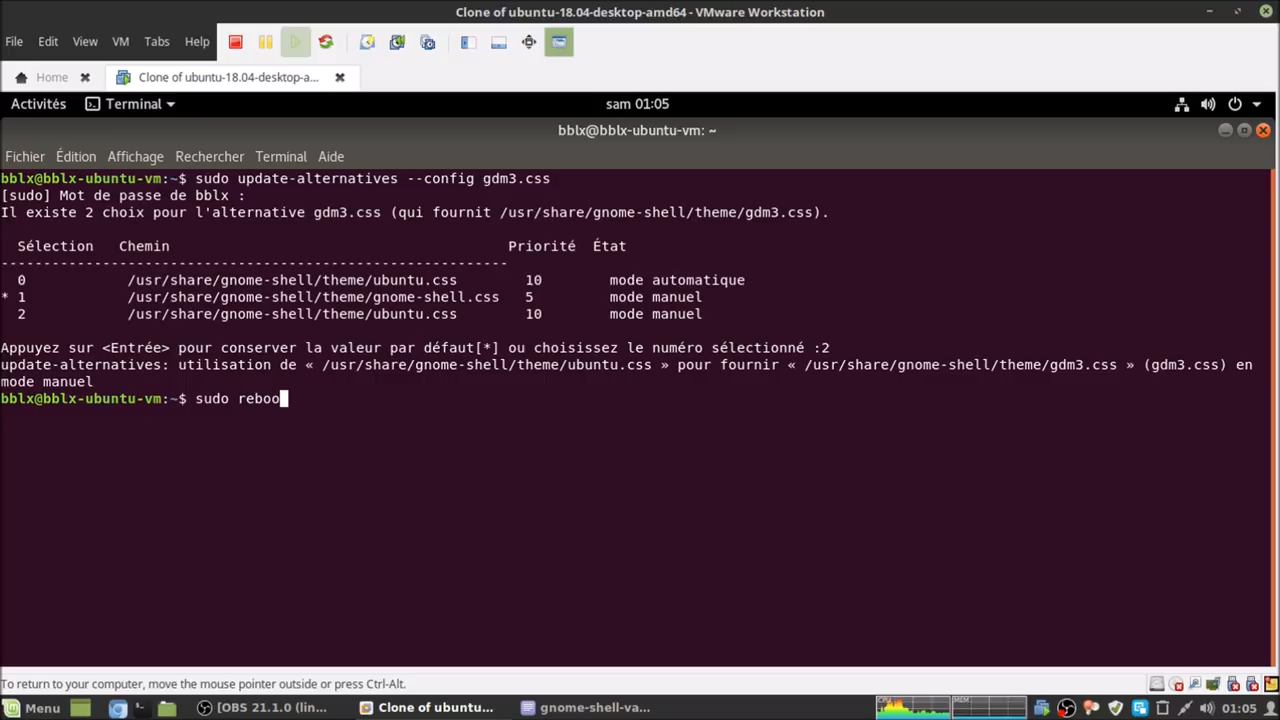 Clone of ubuntu-18.04-desktop-amd64 - VMware Workstation
File Edit View VM Tabs Help
Home Clone of ubuntu-18.04-desktop-a...
Activités Terminal sam 01:05
bblx@bblx-ubuntu-vm: ~
Fichier Édition Affichage Rechercher Terminal Aide
bblx@bblx-ubuntu-vm:~$ sudo update-alternatives --config gdm3.css
[sudo] Mot de passe de bblx :
Il existe 2 choix pour l'alternative gdm3.css (qui fournit /usr/share/gnome-shell/theme/gdm3.css).
Sélection Chemin Priorité État
------------------------------------------------------------
0 /usr/share/gnome-shell/theme/ubuntu.css 10 mode automatique
* 1 /usr/share/gnome-shell/theme/gnome-shell.css 5 mode manuel
2 /usr/share/gnome-shell/theme/ubuntu.css 10 mode manuel
Appuyez sur <Entrée> pour conserver la valeur par défaut[*] ou choisissez le numéro sélectionné :2
update-alternatives: utilisation de « /usr/share/gnome-shell/theme/ubuntu.css » pour fournir « /usr/share/gnome-shell/theme/gdm3.css » (gdm3.css) en
mode manuel
bblx@bblx-ubuntu-vm:~$ sudo reboo
To return to your computer, move the mouse pointer outside or press Ctrl-Alt.
Menu [OBS 21.1.0 (lin... Clone of ubuntu... gnome-shell-va... CPU MEM 01:05